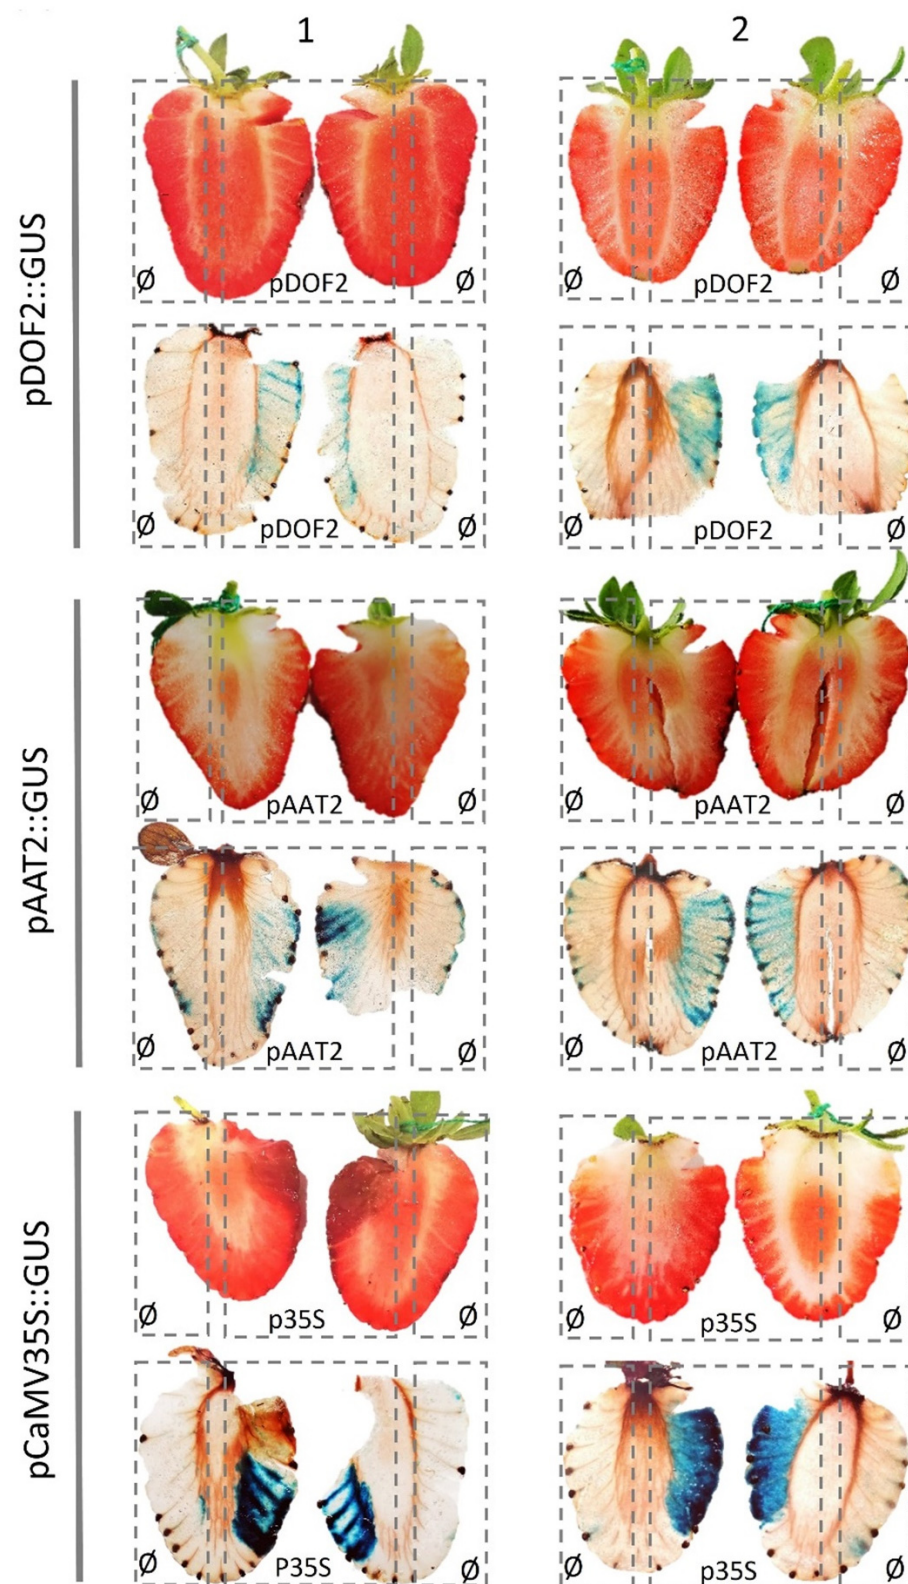 1 2
pDOF2::GUS
Ø pDOF2 Ø Ø pDOF2 Ø
Ø pDOF2 Ø Ø pDOF2 Ø
pAAT2::GUS
Ø pAAT2 Ø Ø pAAT2 Ø
Ø pAAT2 Ø Ø pAAT2 Ø
pCaMV35S::GUS
Ø p35S Ø Ø p35S Ø
Ø P35S Ø Ø p35S Ø